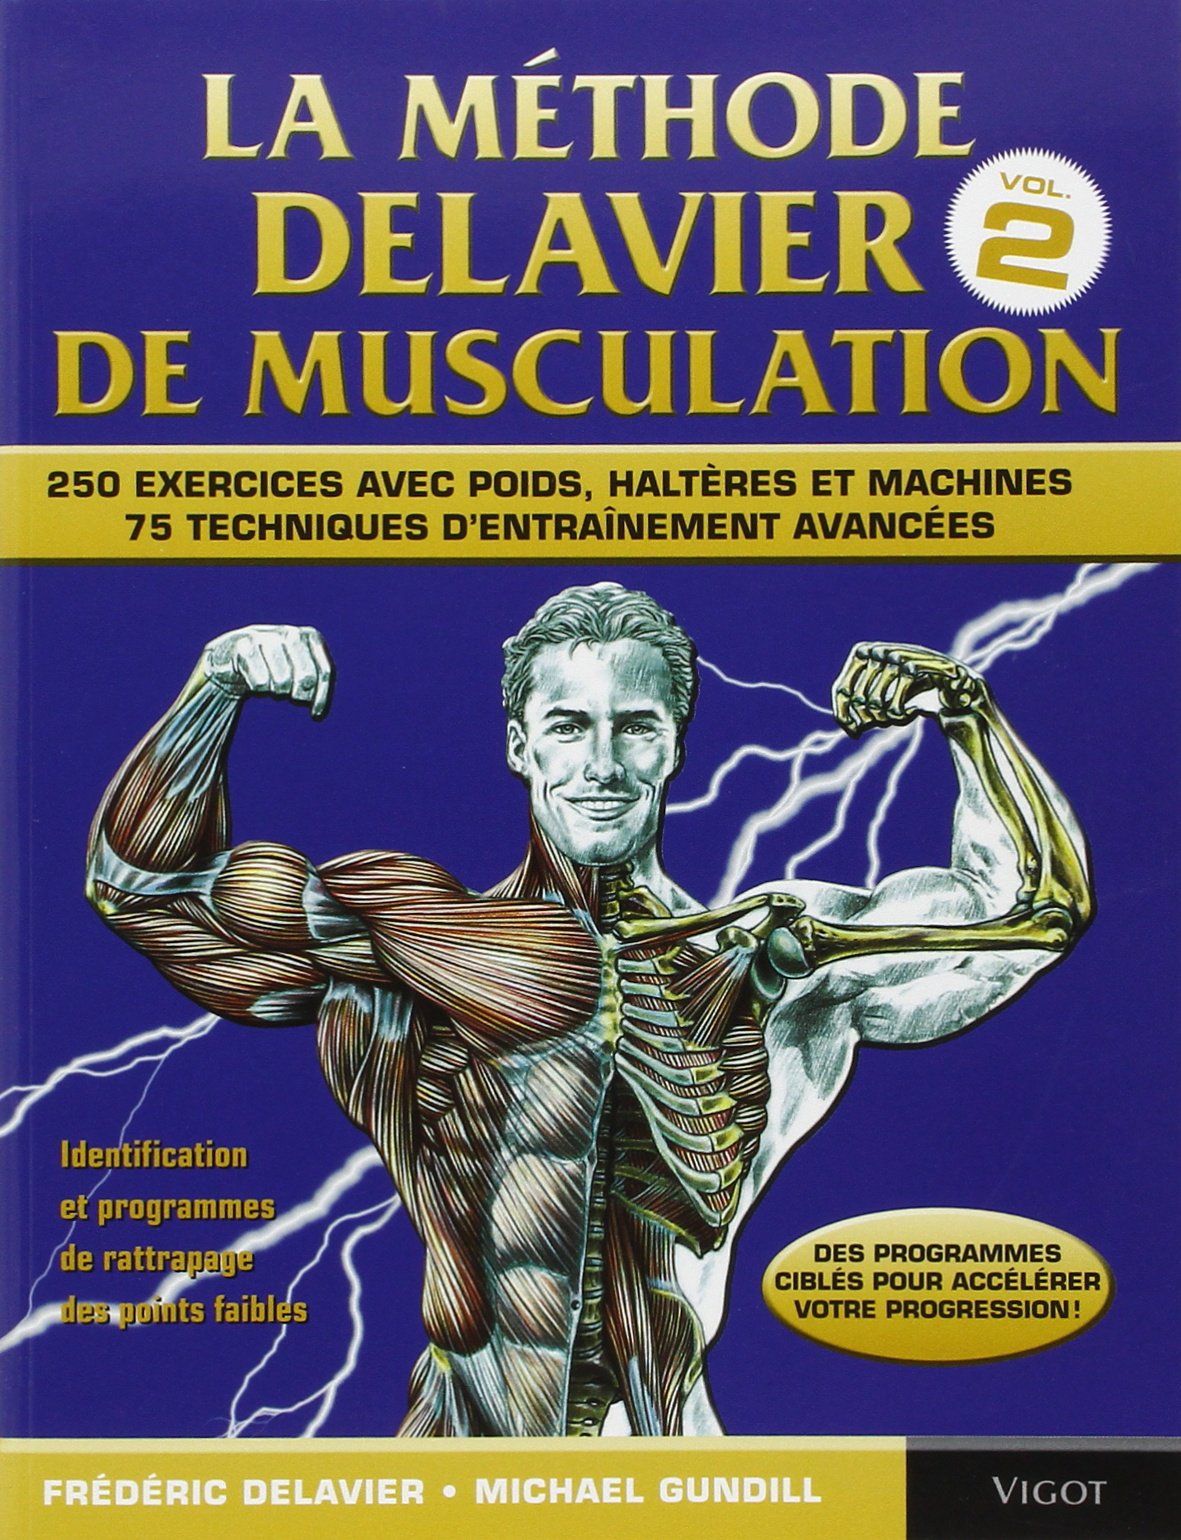 LA MÉTHODE
DELAVIER
VOL.
2
DE MUSCULATION
250 EXERCICES AVEC POIDS, HALTÈRES ET MACHINES
75 TECHNIQUES D'ENTRAÎNEMENT AVANCÉES
Identification
et programmes
de rattrapage
des points faibles
DES PROGRAMMES
CIBLÉS POUR ACCÉLÉRER
VOTRE PROGRESSION !
FRÉDÉRIC DELAVIER • MICHAEL GUNDILL
VIGOT